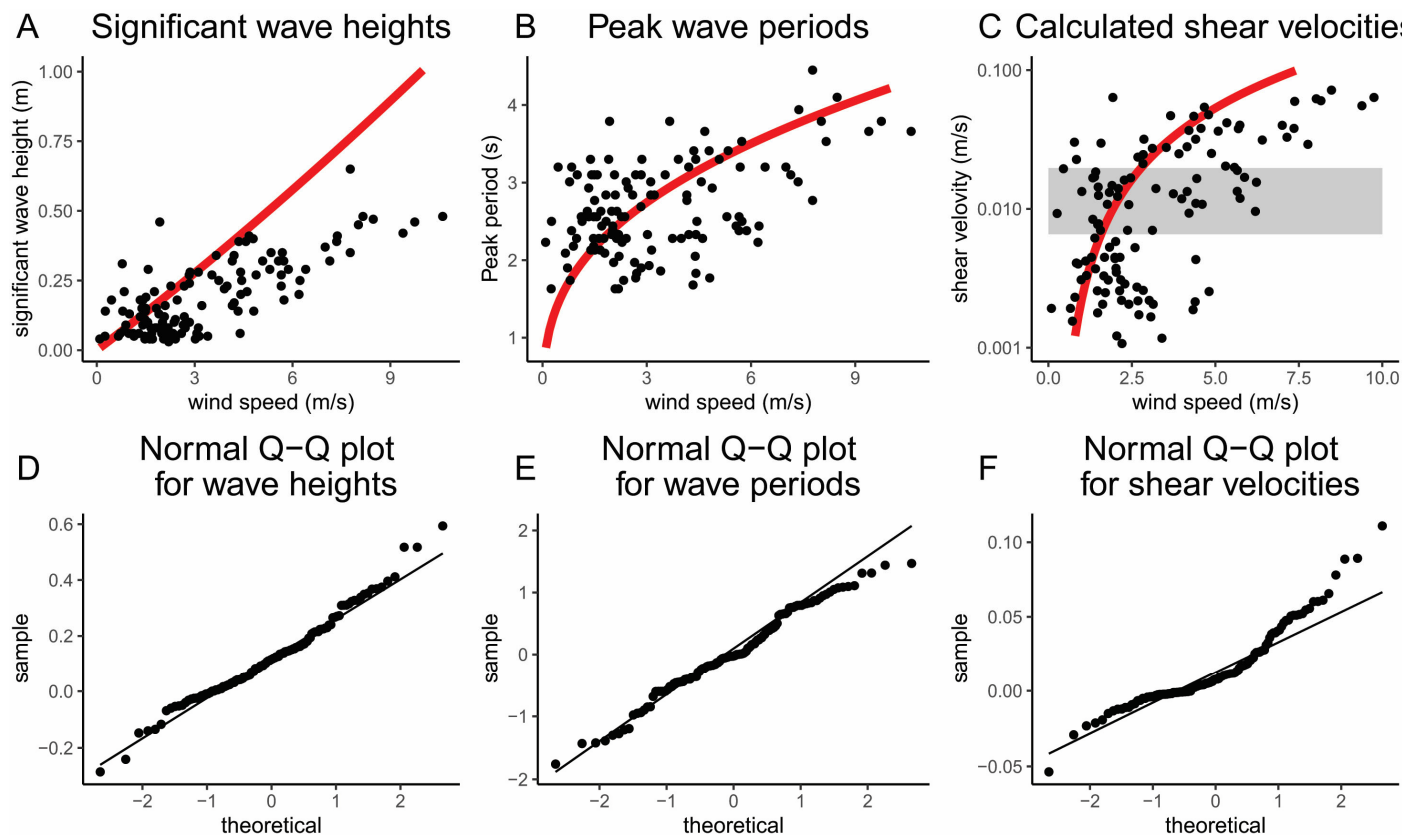 A Significant wave heights
significant wave height (m)
1.00
0.75
0.50
0.25
0.00
0 3 6 9
wind speed (m/s)
B Peak wave periods
Peak period (s)
4
3
2
1
0 3 6 9
wind speed (m/s)
C Calculated shear velocities
shear velovity (m/s)
0.100
0.010
0.001
0.0 2.5 5.0 7.5 10.0
wind speed (m/s)
D
Normal Q−Q plot
for wave heights
sample
0.6
0.4
0.2
0.0
−0.2
−2 −1 0 1 2
theoretical
E
Normal Q−Q plot
for wave periods
sample
2
1
0
−1
−2
−2 −1 0 1 2
theoretical
F
Normal Q−Q plot
for shear velocities
sample
0.10
0.05
0.00
−0.05
−2 −1 0 1 2
theoretical